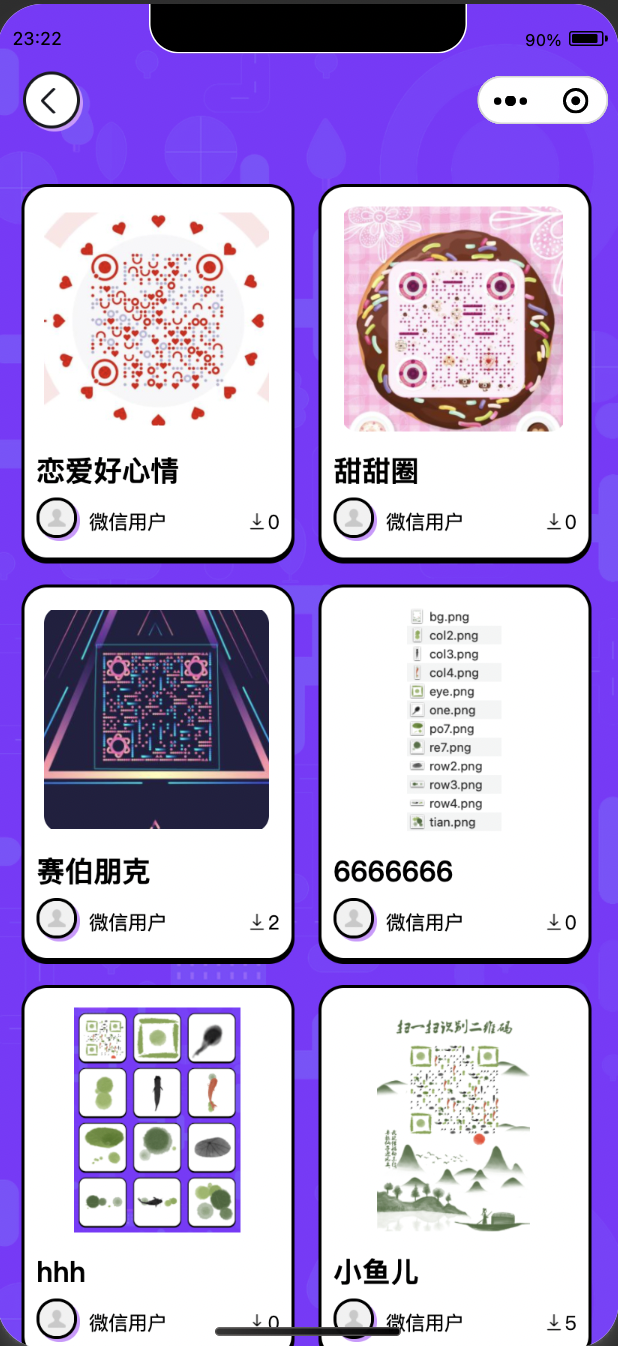 23:22
90%
恋爱好心情
微信用户
0
甜甜圈
微信用户
0
赛伯朋克
微信用户
2
bg.png
col2.png
col3.png
col4.png
eye.png
one.png
po7.png
re7.png
row2.png
row3.png
row4.png
tian.png
6666666
微信用户
0
hhh
微信用户
0
扫一扫识别二维码
小鱼儿
微信用户
5